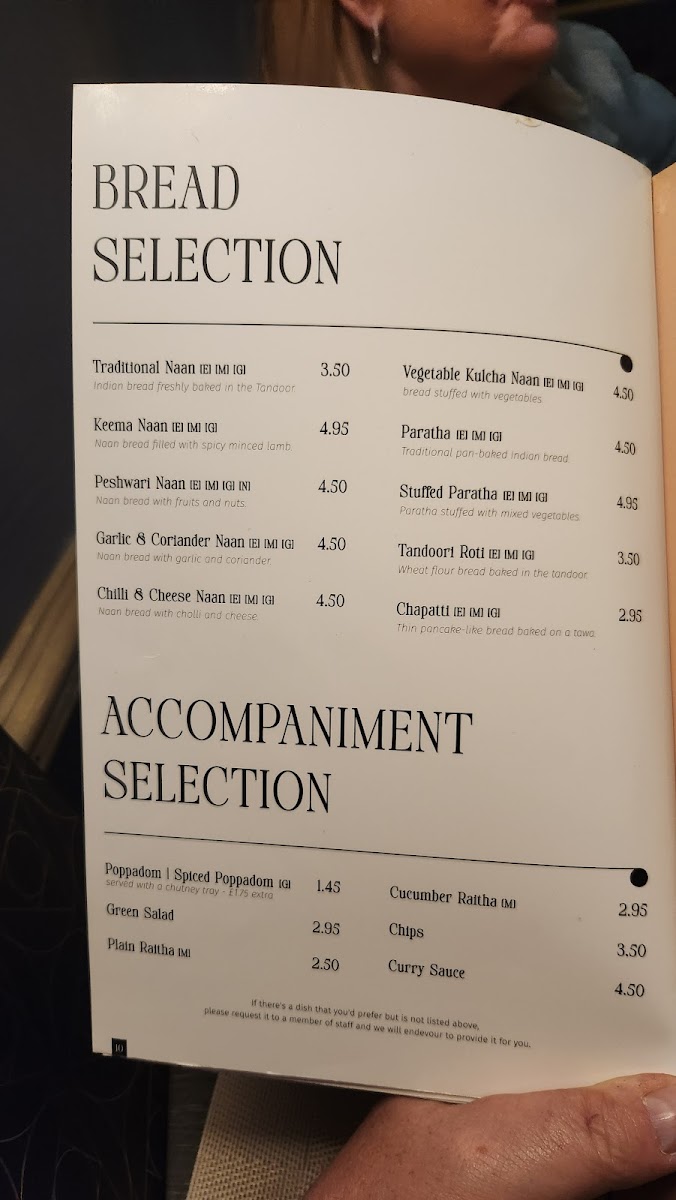 BREAD
SELECTION
Traditional Naan [E] [M] [G] 3.50
Indian bread freshly baked in the Tandoor.
Keema Naan [E] [M] [G] 4.95
Naan bread filled with spicy minced lamb.
Peshwari Naan [E] [M] [G] [N] 4.50
Naan bread with fruits and nuts.
Garlic & Coriander Naan [E] [M] [G] 4.50
Naan bread with garlic and coriander.
Chilli & Cheese Naan [E] [M] [G] 4.50
Naan bread with cholli and cheese.
Vegetable Kulcha Naan [E] [M] [G] 4.50
bread stuffed with vegetables.
Paratha [E] [M] [G] 4.50
Traditional pan-baked indian bread.
Stuffed Paratha [E] [M] [G] 4.95
Paratha stuffed with mixed vegetables.
Tandoori Roti [E] [M] [G] 3.50
Wheat flour bread baked in the tandoor.
Chapatti [E] [M] [G] 2.95
Thin pancake-like bread baked on a tawa.
ACCOMPANIMENT
SELECTION
Poppadom | Spiced Poppadom [G] 1.45
served with a chutney tray - £1.75 extra
Green Salad 2.95
Plain Raitha [M] 2.50
Cucumber Raitha [M] 2.95
Chips 3.50
Curry Sauce 4.50
If there's a dish that you'd prefer but is not listed above,
please request it to a member of staff and we will endevour to provide it for you.
10